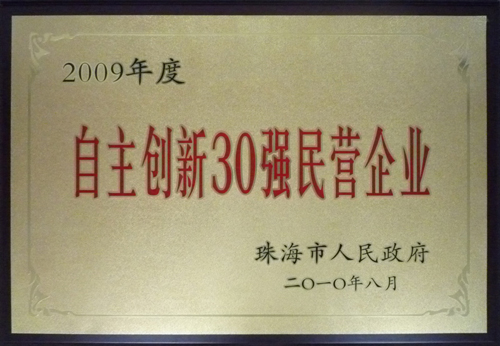 2009年度
自主创新30强民营企业
珠海市人民政府
二〇一〇年八月